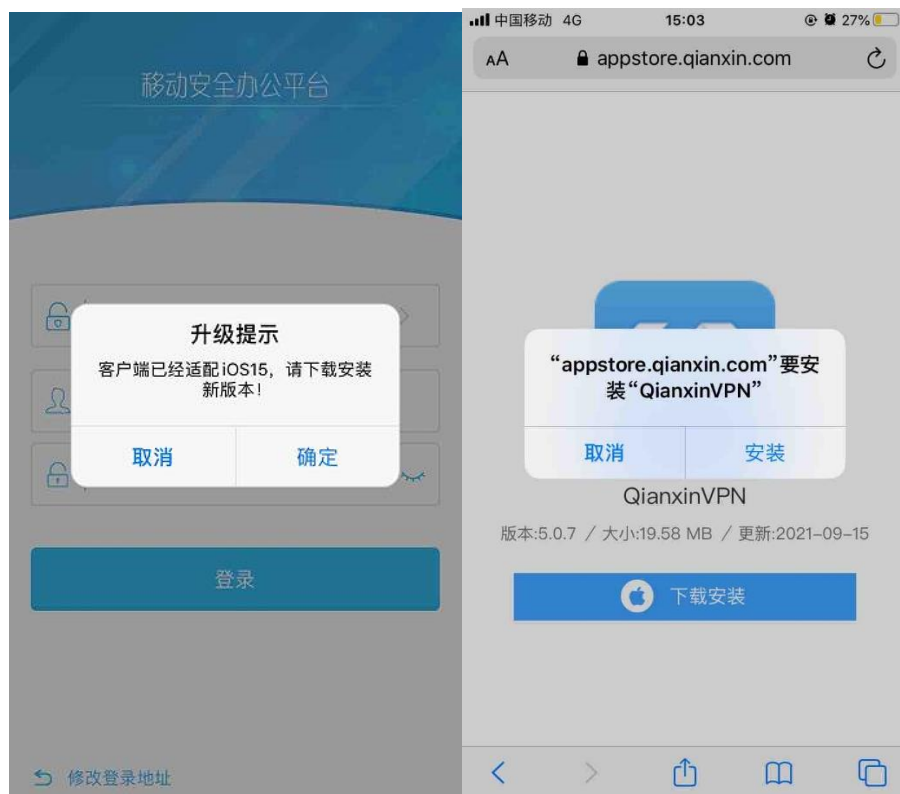 移动安全办公平台
升级提示
客户端已经适配iOS15，请下载安装
新版本！
取消
确定
登录
修改登录地址
中国移动 4G
15:03
27%
AA
appstore.qianxin.com
“appstore.qianxin.com”要安
装“QianxinVPN”
取消
安装
QianxinVPN
版本:5.0.7 / 大小:19.58 MB / 更新:2021-09-15
下载安装